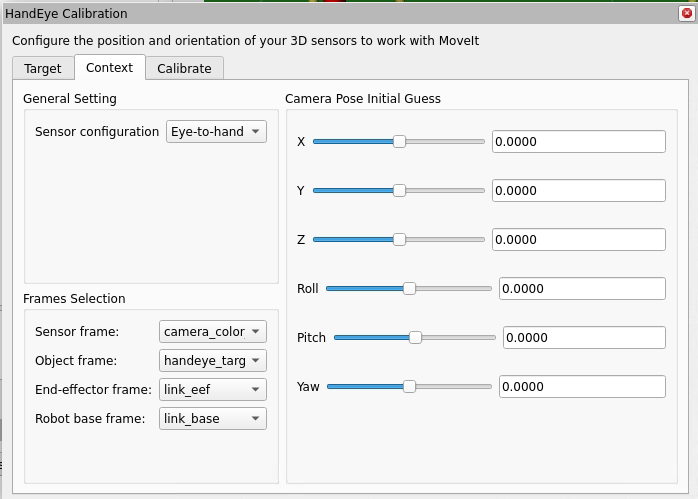 HandEye Calibration
Configure the position and orientation of your 3D sensors to work with MoveIt
Target Context Calibrate
General Setting
Sensor configuration Eye-to-hand
Frames Selection
Sensor frame: camera_color_
Object frame: handeye_targ
End-effector frame: link_eef
Robot base frame: link_base
Camera Pose Initial Guess
X 0.0000
Y 0.0000
Z 0.0000
Roll 0.0000
Pitch 0.0000
Yaw 0.0000